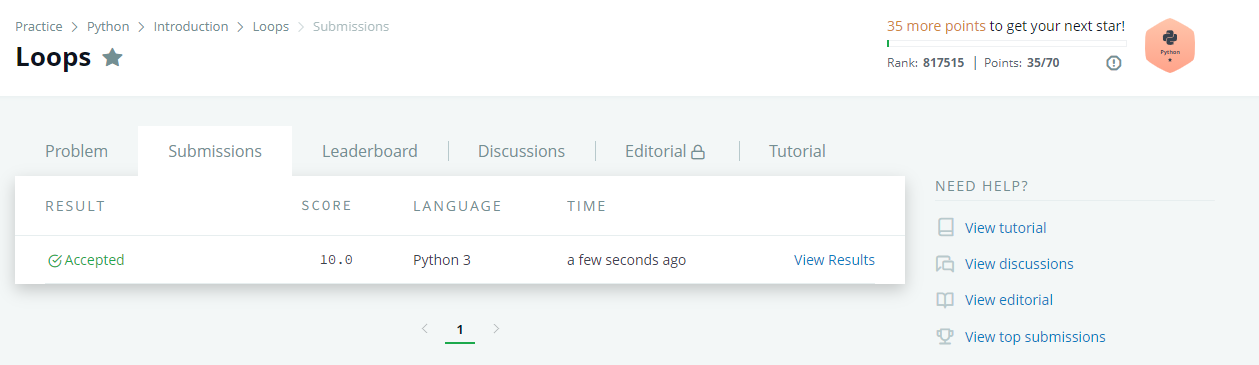 Practice > Python > Introduction > Loops > Submissions
Loops
35 more points to get your next star!
Rank: 817515 | Points: 35/70
Python
Problem Submissions Leaderboard Discussions Editorial Tutorial
RESULT SCORE LANGUAGE TIME
Accepted 10.0 Python 3 a few seconds ago View Results
1
NEED HELP?
View tutorial
View discussions
View editorial
View top submissions